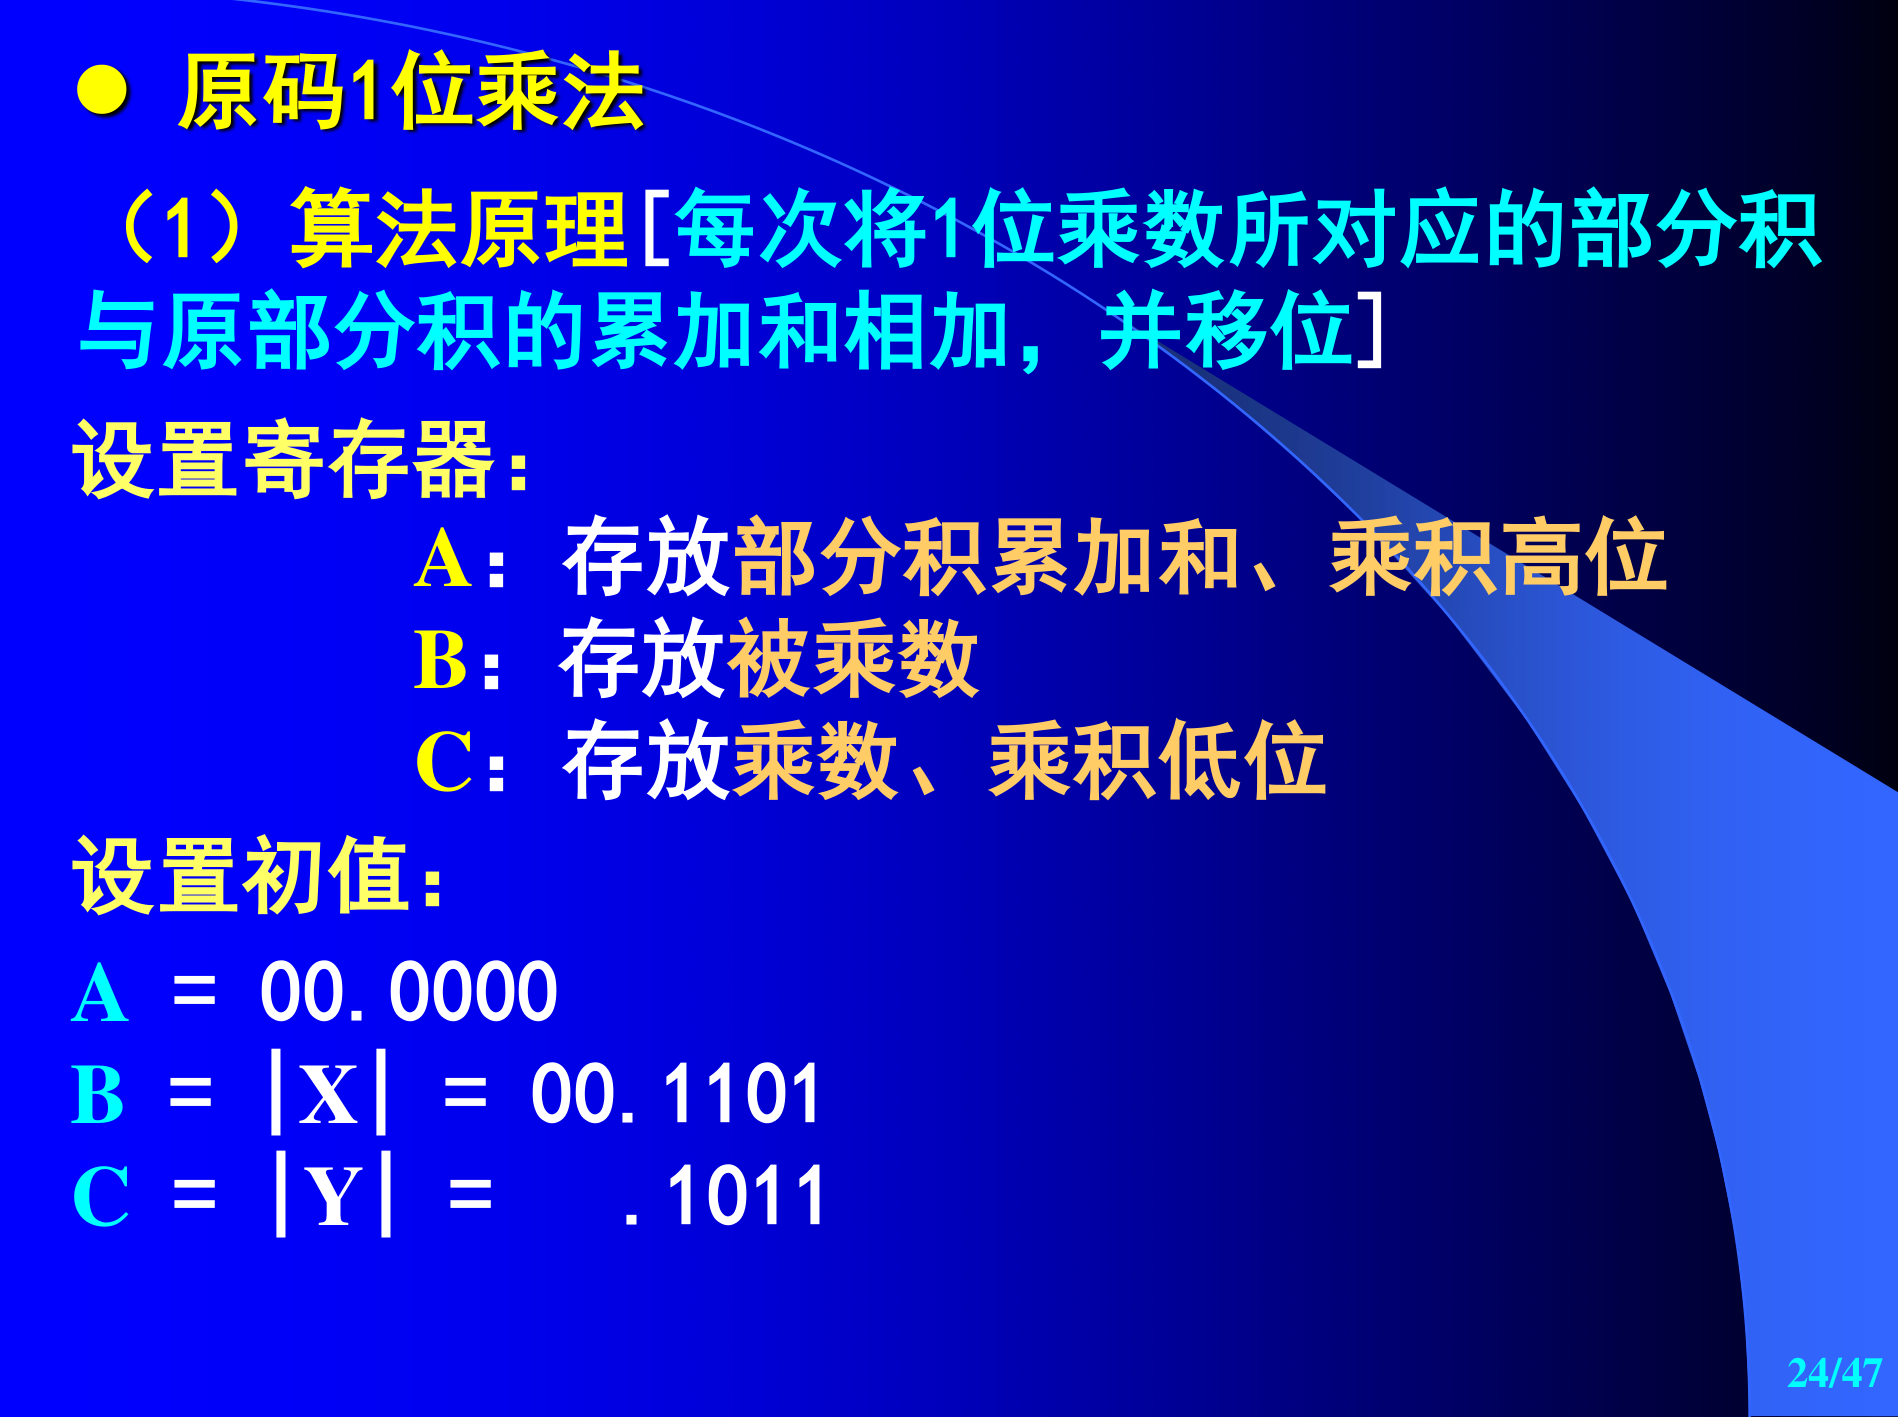 ● 原码1位乘法
（1）算法原理[每次将1位乘数所对应的部分积
与原部分积的累加和相加，并移位]
设置寄存器：
A：存放部分积累加和、乘积高位
B：存放被乘数
C：存放乘数、乘积低位
设置初值：
A = 00.0000
B = |X| = 00.1101
C = |Y| = .1011
24/47